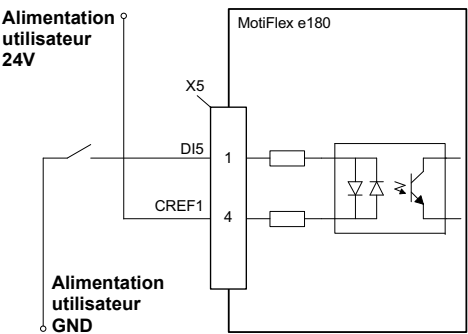 Alimentation
utilisateur
24V
MotiFlex e180
X5
DI5
1
CREF1
4
Alimentation
utilisateur
GND